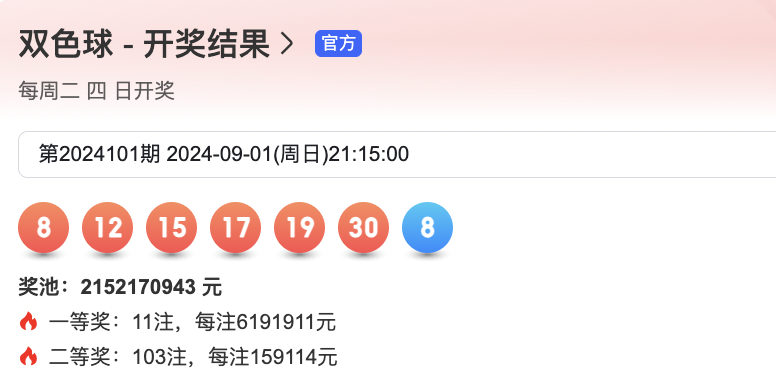 双色球 - 开奖结果 官方
每周二 四 日开奖
第2024101期 2024-09-01(周日)21:15:00
8 12 15 17 19 30 8
奖池：2152170943 元
一等奖：11注，每注6191911元
二等奖：103注，每注159114元